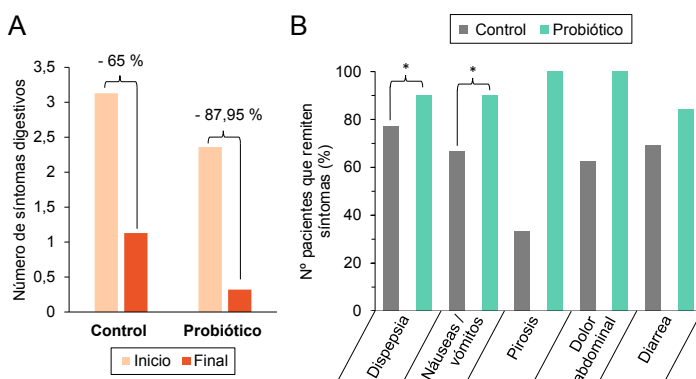 A
- 65 %
- 87,95 %
Número de síntomas digestivos
3,5
3
2,5
2
1,5
1
0,5
0
Control
Probiótico
Inicio
Final
B
Control
Probiótico
Nº pacientes que remiten
síntomas (%)
100
80
60
40
20
0
*
*
Dispepsia
Náuseas /
vómitos
Pirosis
Dolor
abdominal
Diarrea